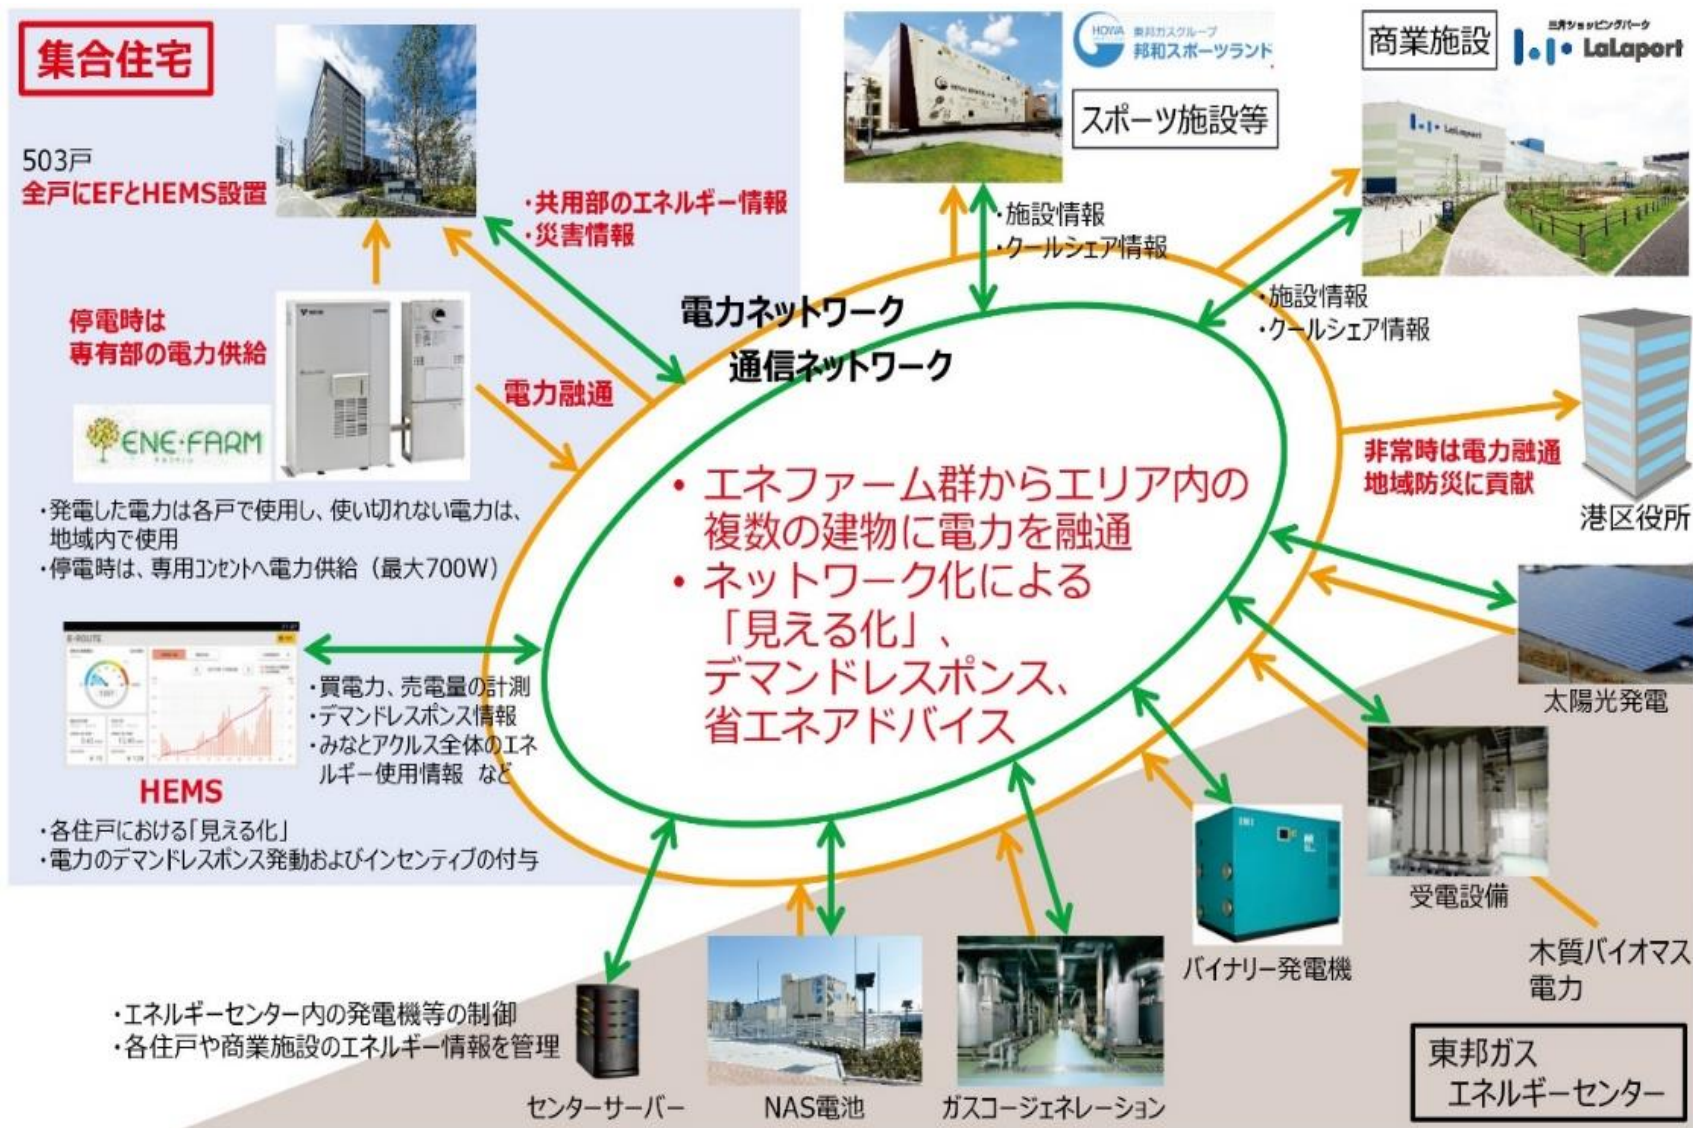 集合住宅
503戸
全戸にEFとHEMS設置
・共用部のエネルギー情報
・災害情報
停電時は
専有部の電力供給
電力融通
ENE・FARM
・発電した電力は各戸で使用し、使い切れない電力は、
地域内で使用
・停電時は、専用コンセントへ電力供給（最大700W）
・買電力、売電量の計測
・デマンドレスポンス情報
・みなとアクルス全体のエネ
ルギー使用情報 など
HEMS
・各住戸における「見える化」
・電力のデマンドレスポンス発動およびインセンティブの付与
HOWA
東邦ガスグループ
邦和スポーツランド
スポーツ施設等
・施設情報
・クールシェア情報
商業施設
三井ショッピングパーク
LaLaport
LaLaport
・施設情報
・クールシェア情報
電力ネットワーク
通信ネットワーク
• エネファーム群からエリア内の
複数の建物に電力を融通
• ネットワーク化による
「見える化」、
デマンドレスポンス、
省エネアドバイス
非常時は電力融通
地域防災に貢献
港区役所
太陽光発電
受電設備
木質バイオマス
電力
バイナリー発電機
ガスコージェネレーション
NAS電池
センターサーバー
・エネルギーセンター内の発電機等の制御
・各住戸や商業施設のエネルギー情報を管理
東邦ガス
エネルギーセンター